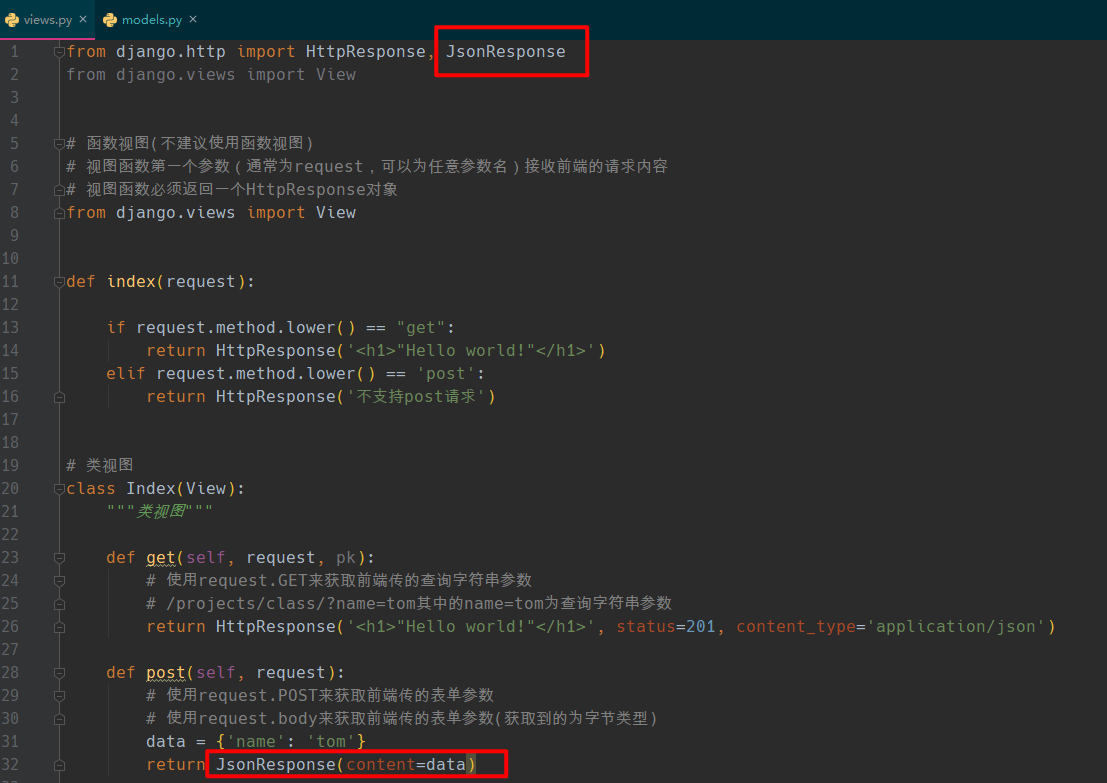 views.py × models.py ×
1 from django.http import HttpResponse, JsonResponse
2 from django.views import View
3
4
5 # 函数视图(不建议使用函数视图)
6 # 视图函数第一个参数（通常为request，可以为任意参数名）接收前端的请求内容
7 # 视图函数必须返回一个HttpResponse对象
8 from django.views import View
9
10
11 def index(request):
12
13     if request.method.lower() == "get":
14         return HttpResponse('<h1>"Hello world!"</h1>')
15     elif request.method.lower() == 'post':
16         return HttpResponse('不支持post请求')
17
18
19 # 类视图
20 class Index(View):
21     """类视图"""
22
23     def get(self, request, pk):
24         # 使用request.GET来获取前端传的查询字符串参数
25         # /projects/class/?name=tom其中的name=tom为查询字符串参数
26         return HttpResponse('<h1>"Hello world!"</h1>', status=201, content_type='application/json')
27
28     def post(self, request):
29         # 使用request.POST来获取前端传的表单参数
30         # 使用request.body来获取前端传的表单参数(获取到的为字节类型)
31         data = {'name': 'tom'}
32         return JsonResponse(content=data)